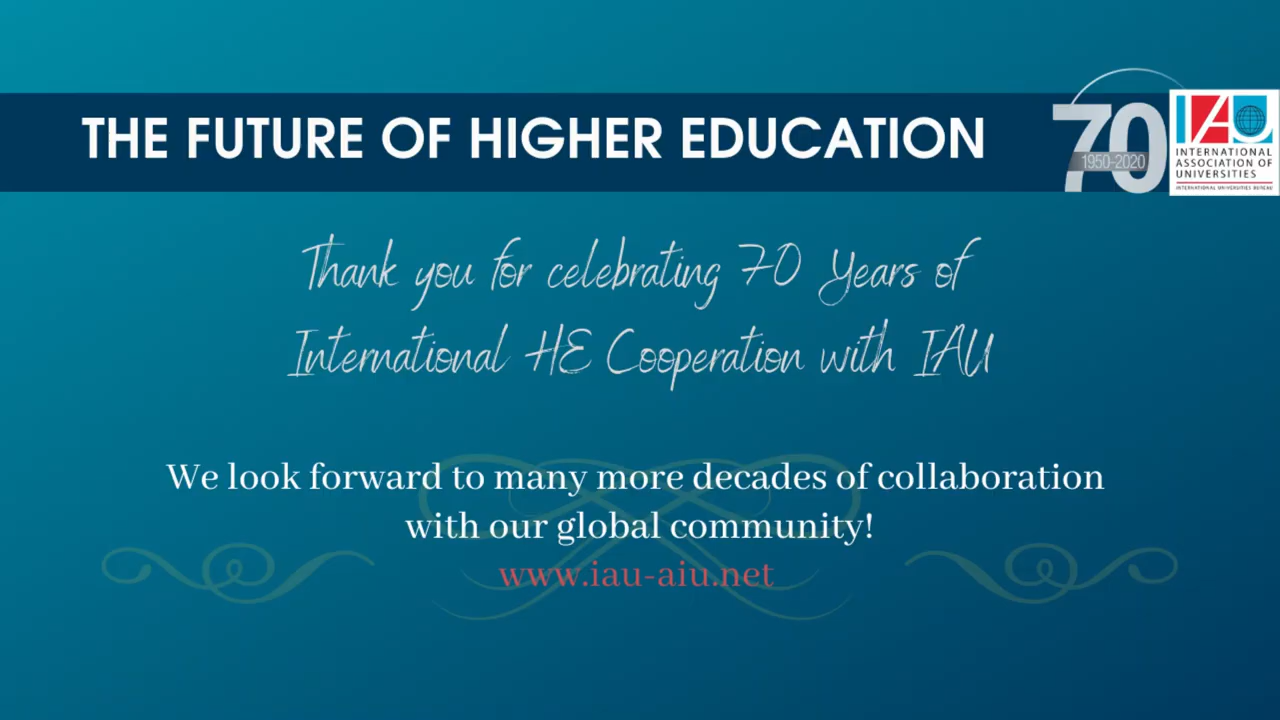 THE FUTURE OF HIGHER EDUCATION
70
1950-2020
IAU
INTERNATIONAL
ASSOCIATION OF
UNIVERSITIES
INTERNATIONAL UNIVERSITIES BUREAU
Thank you for celebrating 70 Years of
International HE Cooperation with IAU
We look forward to many more decades of collaboration
with our global community!
www.iau-aiu.net